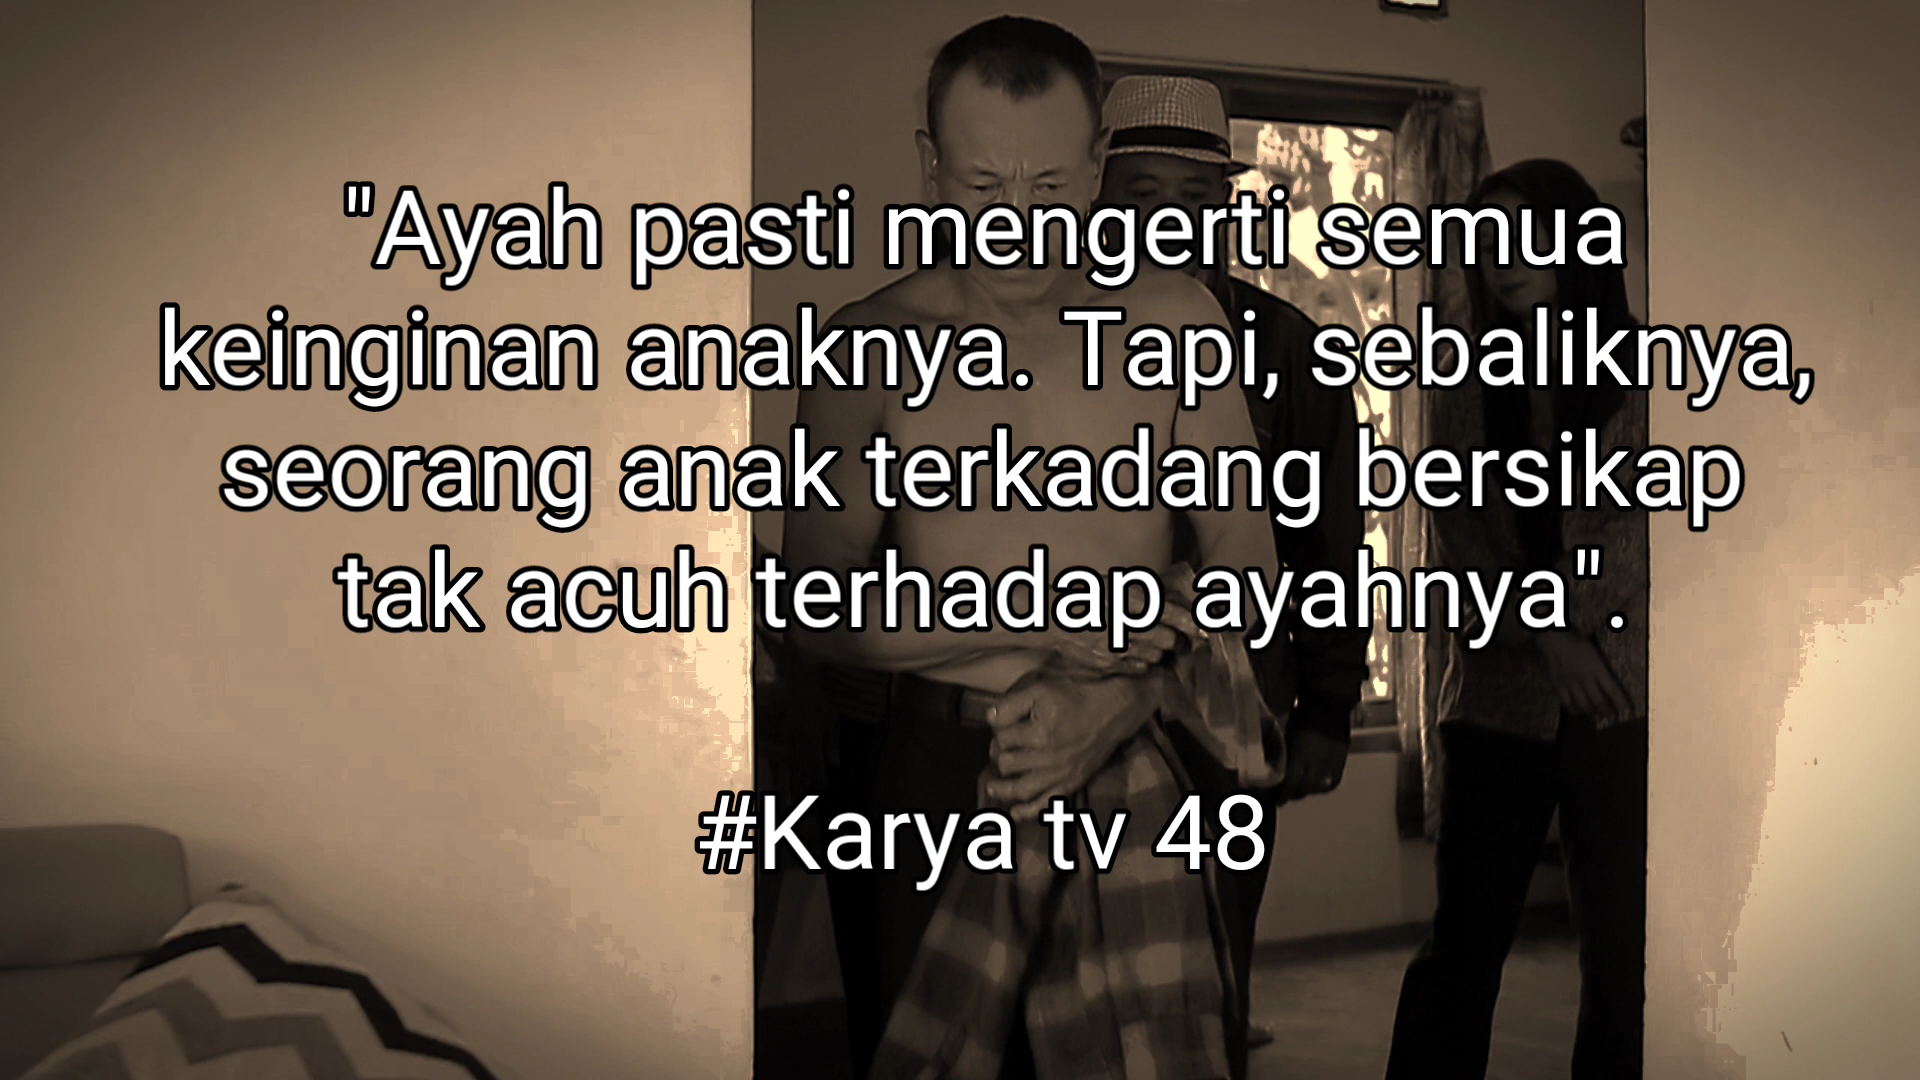 "Ayah pasti mengerti semua
keinginan anaknya. Tapi, sebaliknya,
seorang anak terkadang bersikap
tak acuh terhadap ayahnya".
#Karya tv 48